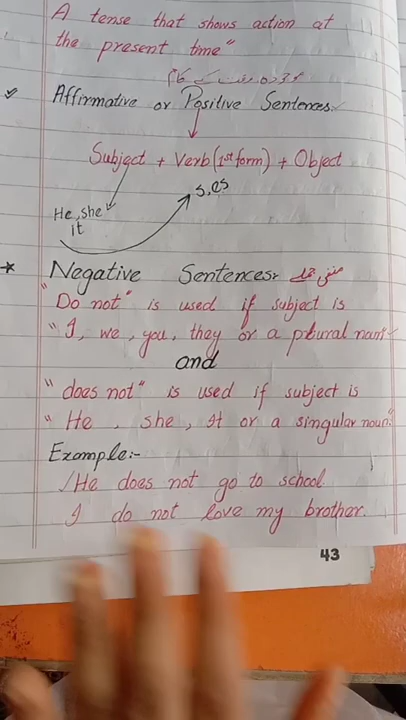 A tense that shows action at
the present time"
Affirmative or Positive Sentences:
Subject + Verb (1st form) + Object
s, es
He, she
it
* Negative Sentences:
"Do not" is used if subject is
"I, we, you, they or a plural noun"
and
"does not" is used if subject is
"He, she, It or a singular noun"
Example:-
He does not go to school.
I do not love my brother.
43